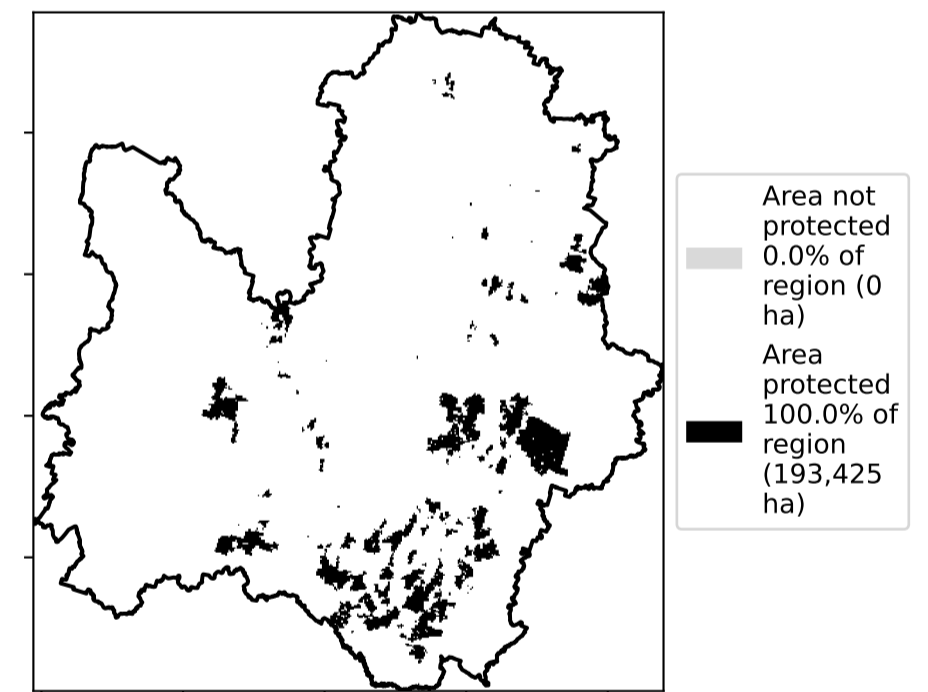 Area not
protected
0.0% of
region (0
ha)
Area
protected
100.0% of
region
(193,425
ha)